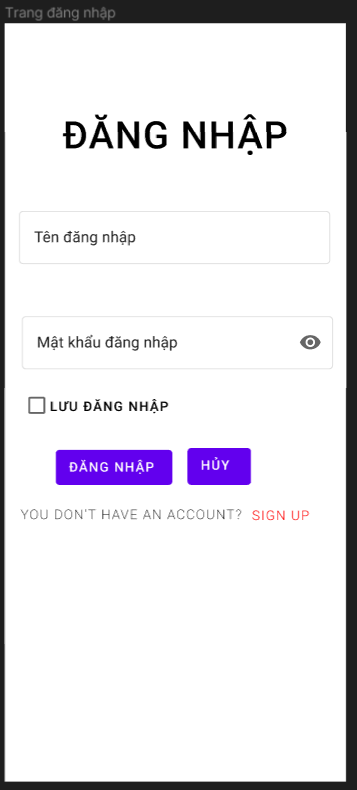 Trang đăng nhập
ĐĂNG NHẬP
Tên đăng nhập
Mật khẩu đăng nhập
LƯU ĐĂNG NHẬP
ĐĂNG NHẬP HỦY
YOU DON'T HAVE AN ACCOUNT? SIGN UP